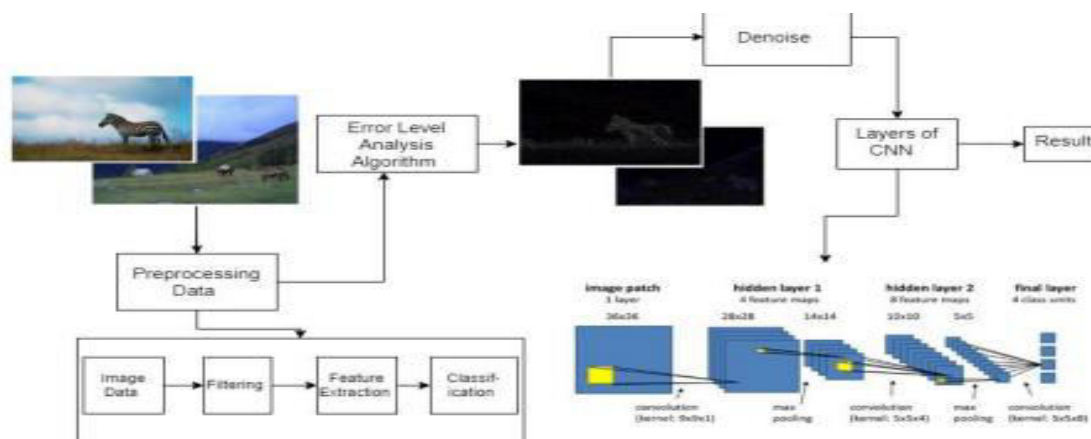 Denoise
Error Level
Analysis
Algorithm
Layers of
CNN
Result
Preprocessing
Data
Image
Data
Filtering
Feature
Extraction
Classif-
ication
image patch
1 layer
36x36
hidden layer 1
4 feature maps
28x28
14x14
hidden layer 2
8 feature maps
10x10
5x5
final layer
4 class units
convolution
(kernel: 9x9x1)
max
pooling
convolution
(kernel: 5x5x4)
max
pooling
convolution
(kernel: 5x5x8)